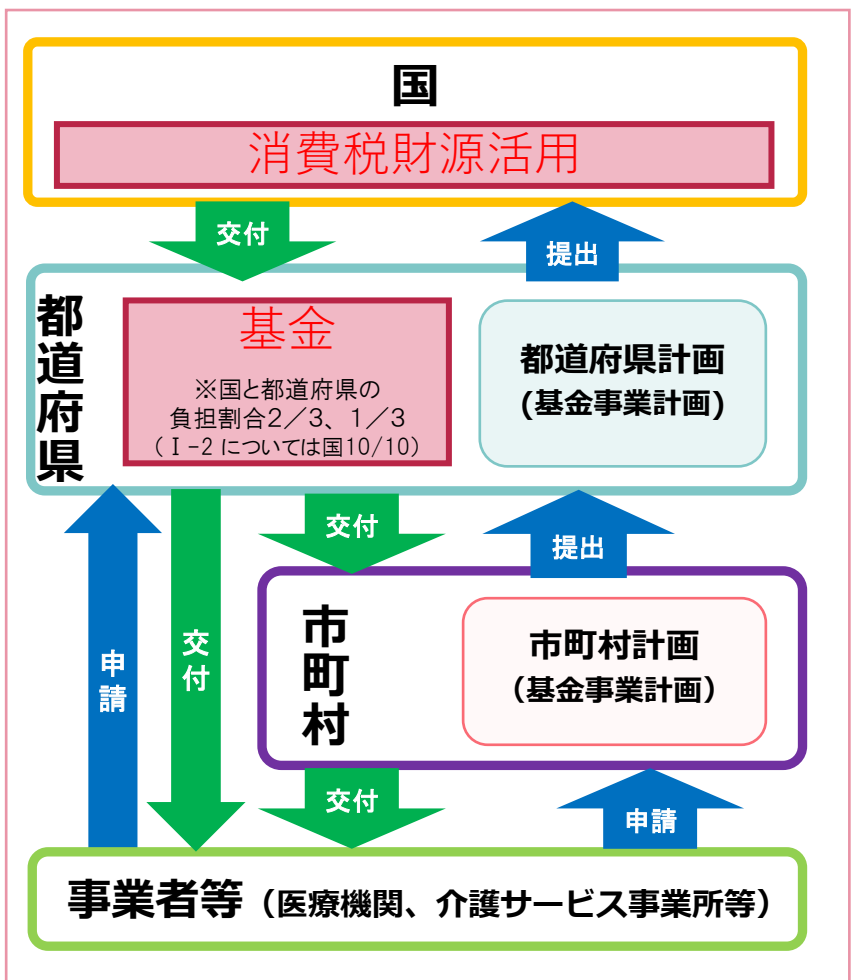 国
消費税財源活用
交付
提出
都道府県
基金
※国と都道府県の
負担割合2/3、1/3
(Ⅰ-2 については国10/10)
都道府県計画
(基金事業計画)
交付
提出
申請
交付
市町村
市町村計画
(基金事業計画)
交付
申請
事業者等(医療機関、介護サービス事業所等)